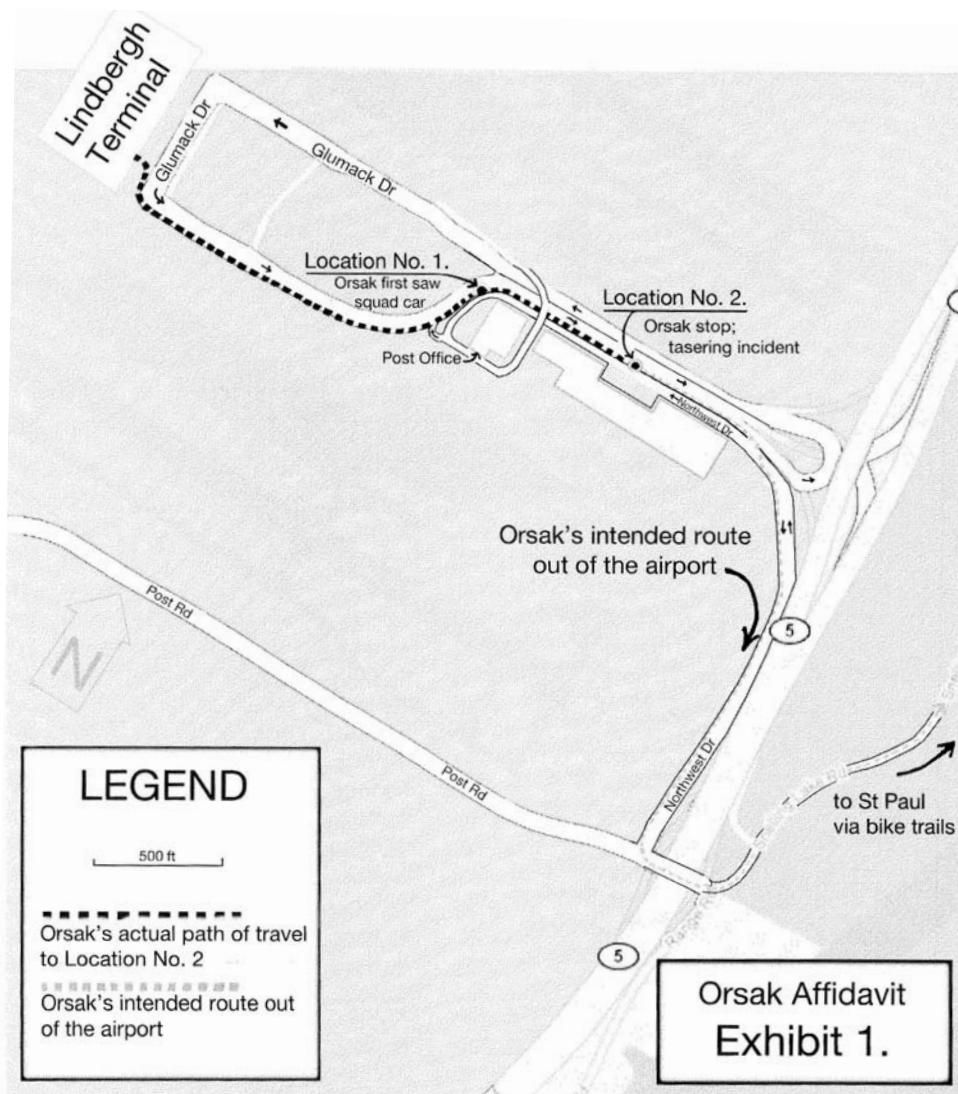 Lindbergh
Terminal
Glumack Dr
Glumack Dr
Location No. 1.
Orsak first saw
squad car
Location No. 2.
Orsak stop;
tasering incident
Post Office
Northwest Dr
Orsak's intended route
out of the airport
Post Rd
5
N
Northwest Dr
Post Rd
to St Paul
via bike trails
5
LEGEND
500 ft
Orsak's actual path of travel
to Location No. 2
Orsak's intended route out
of the airport
Orsak Affidavit
Exhibit 1.